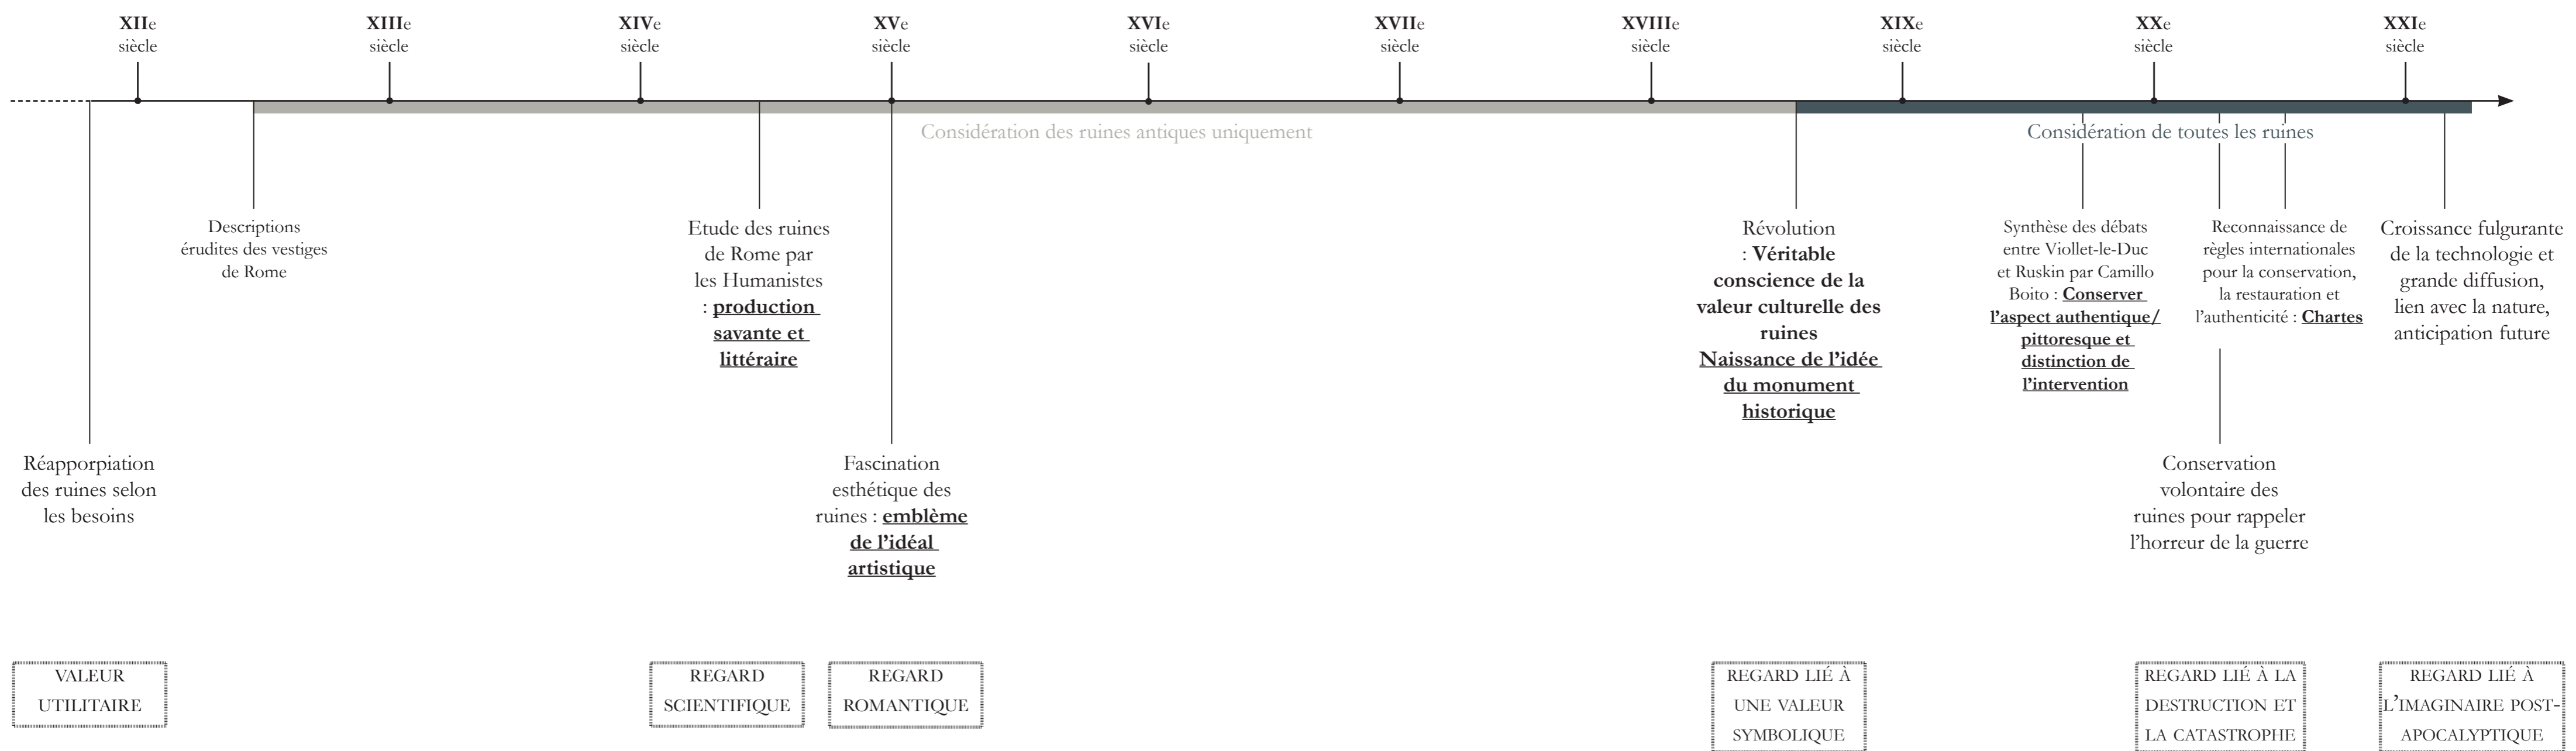 XIIe
siècle
XIIIe
siècle
XIVe
siècle
XVe
siècle
XVIe
siècle
XVIIe
siècle
XVIIIe
siècle
XIXe
siècle
XXe
siècle
XXIe
siècle
Considération des ruines antiques uniquement
Considération de toutes les ruines
Descriptions
érudites des vestiges
de Rome
Etude des ruines
de Rome par
les Humanistes
: production
savante et
littéraire
Révolution
: Véritable
conscience de la
valeur culturelle des
ruines
Naissance de l’idée
du monument
historique
Synthèse des débats
entre Viollet-le-Duc
et Ruskin par Camillo
Boito : Conserver
l’aspect authentique/
pittoresque et
distinction de
l’intervention
Reconnaissance de
règles internationales
pour la conservation,
la restauration et
l’authenticité : Chartes
Croissance fulgurante
de la technologie et
grande diffusion,
lien avec la nature,
anticipation future
Réapporpiation
des ruines selon
les besoins
Fascination
esthétique des
ruines : emblème
de l’idéal
artistique
Conservation
volontaire des
ruines pour rappeler
l’horreur de la guerre
VALEUR
UTILITAIRE
REGARD
SCIENTIFIQUE
REGARD
ROMANTIQUE
REGARD LIÉ À
UNE VALEUR
SYMBOLIQUE
REGARD LIÉ À LA
DESTRUCTION ET
LA CATASTROPHE
REGARD LIÉ À
L’IMAGINAIRE POST-
APOCALYPTIQUE